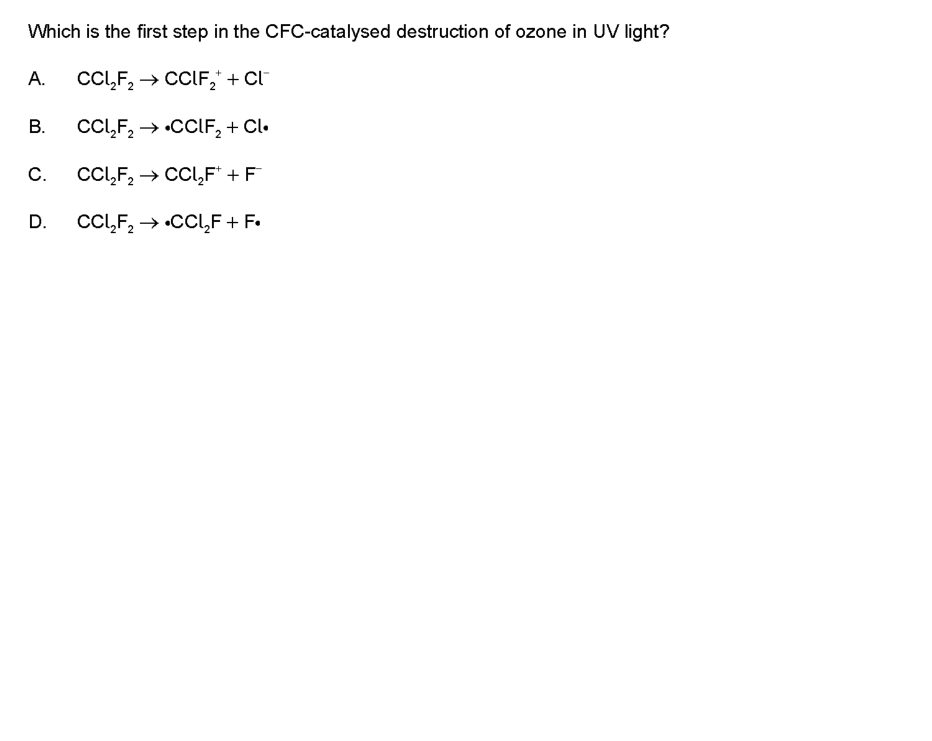 Which is the first step in the CFC-catalysed destruction of ozone in UV light?
A. CCl₂F₂ → CClF₂⁺ + Cl⁻
B. CCl₂F₂ → •CClF₂ + Cl•
C. CCl₂F₂ → CCl₂F⁺ + F⁻
D. CCl₂F₂ → •CCl₂F + F•